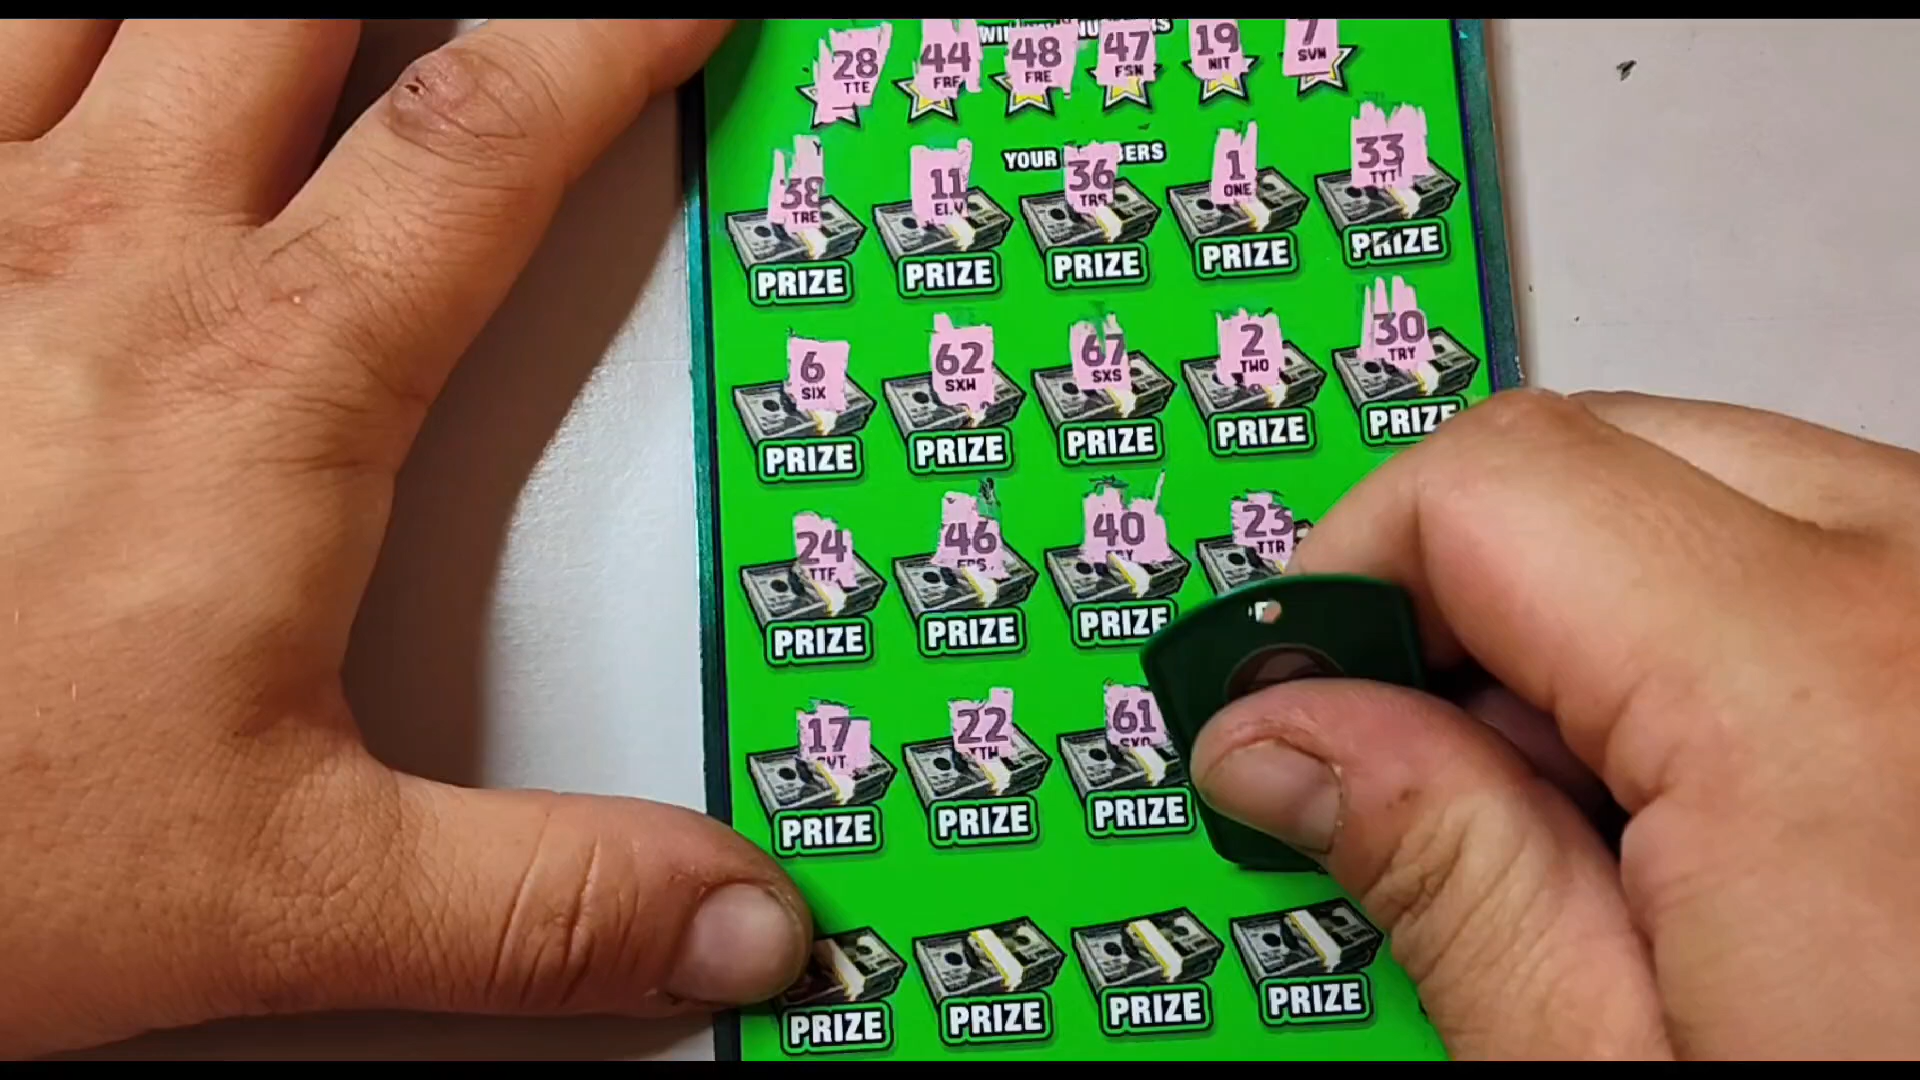 28 44 48 47 19 7
TTE FRE FSN NIT SVN
YOUR
38 11 36 1 33
TRE ELV TRS ONE TYT
PRIZE PRIZE PRIZE PRIZE PRIZE
6 62 67 2 30
SIX SXW SXS TWO TRY
PRIZE PRIZE PRIZE PRIZE PRIZE
24 46 40 23
TTF TTR
PRIZE PRIZE PRIZE
17 22 61
PRIZE PRIZE PRIZE
PRIZE PRIZE PRIZE PRIZE